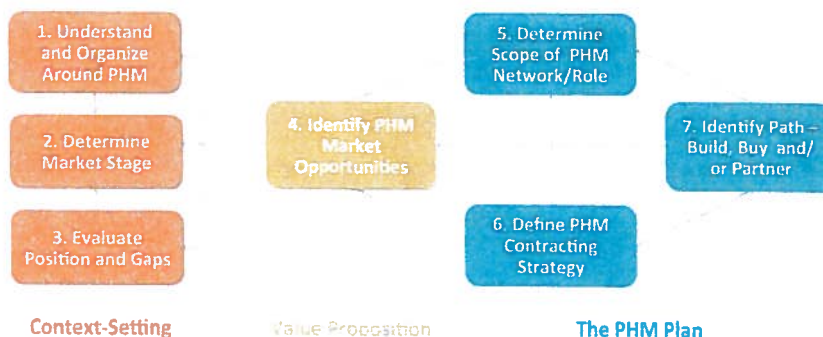 1. Understand
and Organize
Around PHM
2. Determine
Market Stage
3. Evaluate
Position and Gaps
4. Identify PHM
Market
Opportunities
5. Determine
Scope of PHM
Network/Role
6. Define PHM
Contracting
Strategy
7. Identify Path –
Build, Buy and/
or Partner
Context-Setting
Value Proposition
The PHM Plan